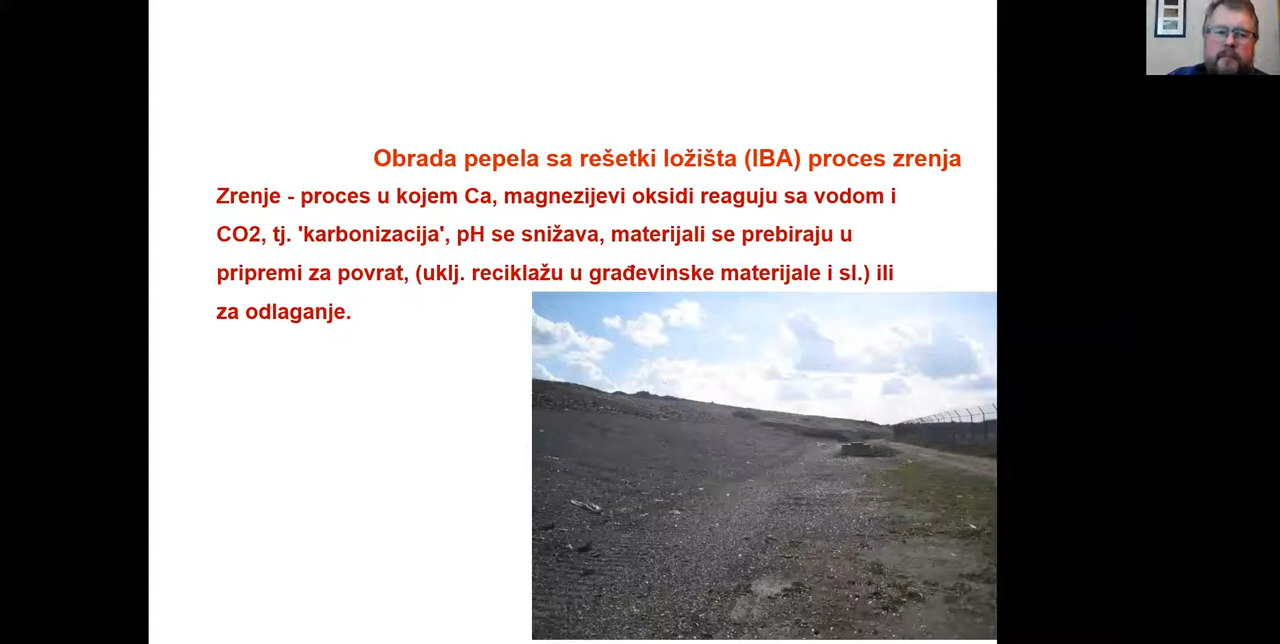 Obrada pepela sa rešetki ložišta (IBA) proces zrenja
Zrenje - proces u kojem Ca, magnezijevi oksidi reaguju sa vodom i
CO2, tj. 'karbonizacija', pH se snižava, materijali se prebiraju u
pripremi za povrat, (uklj. reciklažu u građevinske materijale i sl.) ili
za odlaganje.